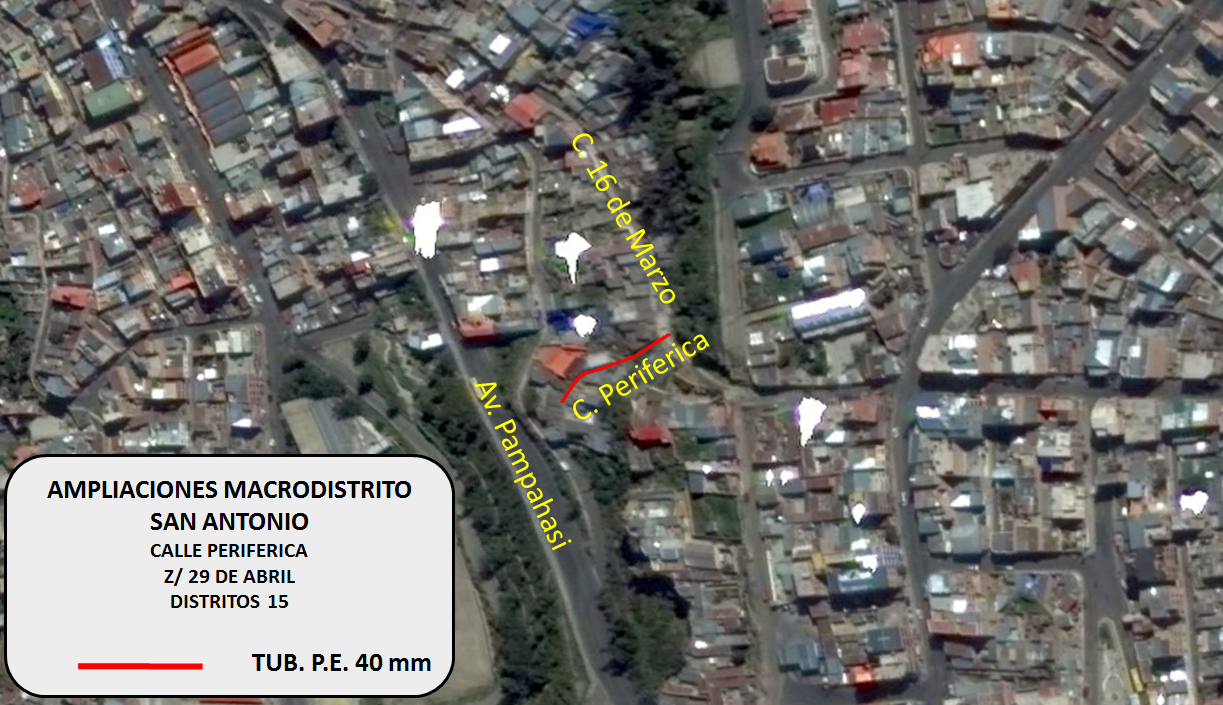 C. 16 de Marzo
C. Periferica
Av. Pampahasi
AMPLIACIONES MACRODISTRITO
SAN ANTONIO
CALLE PERIFERICA
Z/ 29 DE ABRIL
DISTRITOS 15
TUB. P.E. 40 mm